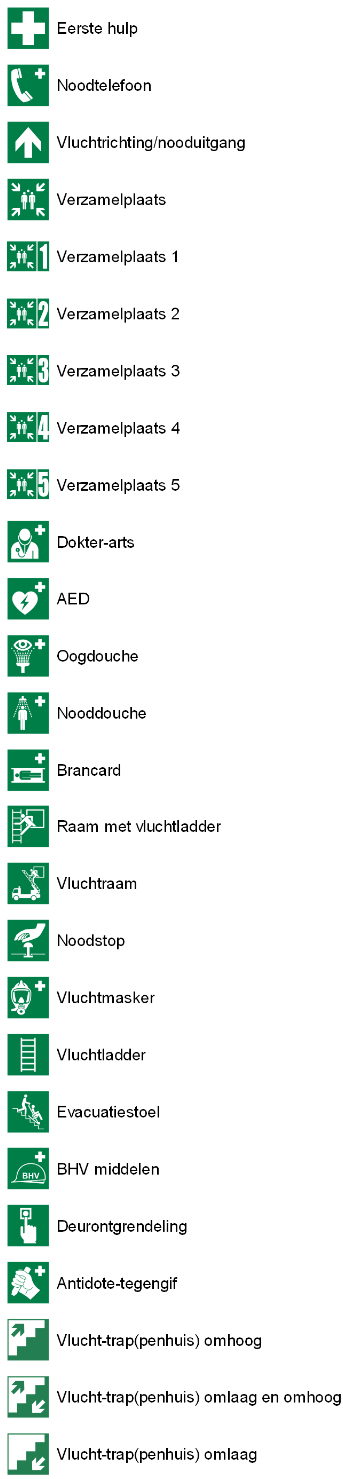 Eerste hulp
Noodtelefoon
Vluchtrichting/nooduitgang
Verzamelplaats
1 Verzamelplaats 1
2 Verzamelplaats 2
3 Verzamelplaats 3
4 Verzamelplaats 4
5 Verzamelplaats 5
Dokter-arts
AED
Oogdouche
Nooddouche
Brancard
Raam met vluchtladder
Vluchtraam
Noodstop
Vluchtmasker
Vluchtladder
Evacuatiestoel
BHV BHV middelen
Deurontgrendeling
Antidote-tegengif
Vlucht-trap(penhuis) omhoog
Vlucht-trap(penhuis) omlaag en omhoog
Vlucht-trap(penhuis) omlaag